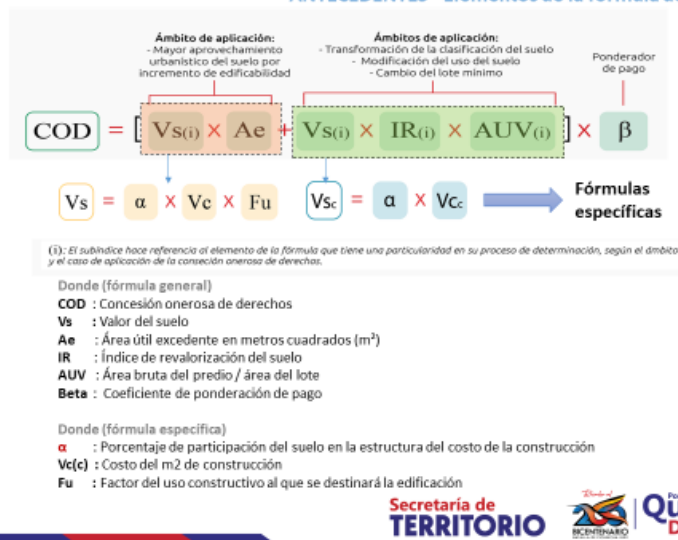 ANTECEDENTES - Elementos de la fórmula
Ámbito de aplicación:
- Mayor aprovechamiento
urbanístico del suelo por
incremento de edificabilidad
Ámbitos de aplicación:
- Transformación de la clasificación del suelo
- Modificación del uso del suelo
- Cambio del lote mínimo
Ponderador
de pago
COD = [ Vs(i) × Ae + Vs(i) × IR(i) × AUV(i) ] × β
Vs = α × Vc × Fu
Vsc = α × Vcc
Fórmulas
específicas
(i): El subíndice hace referencia al elemento de la fórmula que tiene una particularidad en su proceso de determinación, según el ámbito
y el caso de aplicación de la conseción onerosa de derechos.
Donde (fórmula general)
COD : Concesión onerosa de derechos
Vs : Valor del suelo
Ae : Área útil excedente en metros cuadrados (m²)
IR : Índice de revalorización del suelo
AUV : Área bruta del predio / área del lote
Beta : Coeficiente de ponderación de pago
Donde (fórmula específica)
α : Porcentaje de participación del suelo en la estructura del costo de la construcción
Vc(c) : Costo del m2 de construcción
Fu : Factor del uso constructivo al que se destinará la edificación
Secretaría de
TERRITORIO
BICENTENARIO